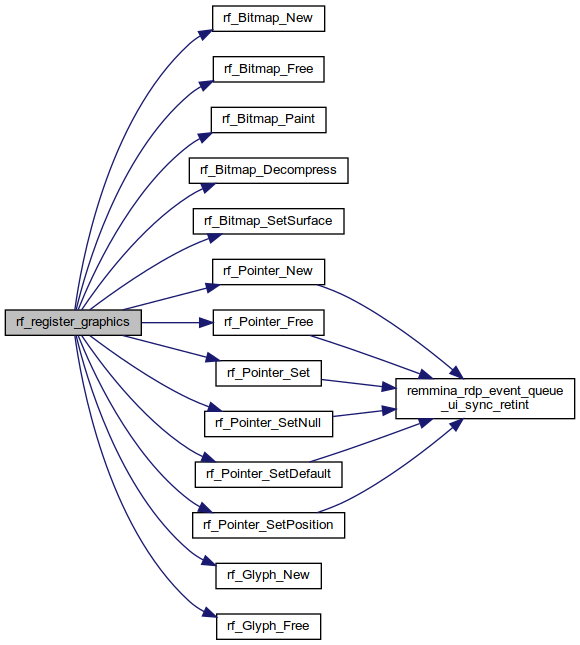 rf_Bitmap_New
rf_Bitmap_Free
rf_Bitmap_Paint
rf_Bitmap_Decompress
rf_Bitmap_SetSurface
rf_Pointer_New
rf_register_graphics
rf_Pointer_Free
rf_Pointer_Set
remmina_rdp_event_queue
_ui_sync_retint
rf_Pointer_SetNull
rf_Pointer_SetDefault
rf_Pointer_SetPosition
rf_Glyph_New
rf_Glyph_Free